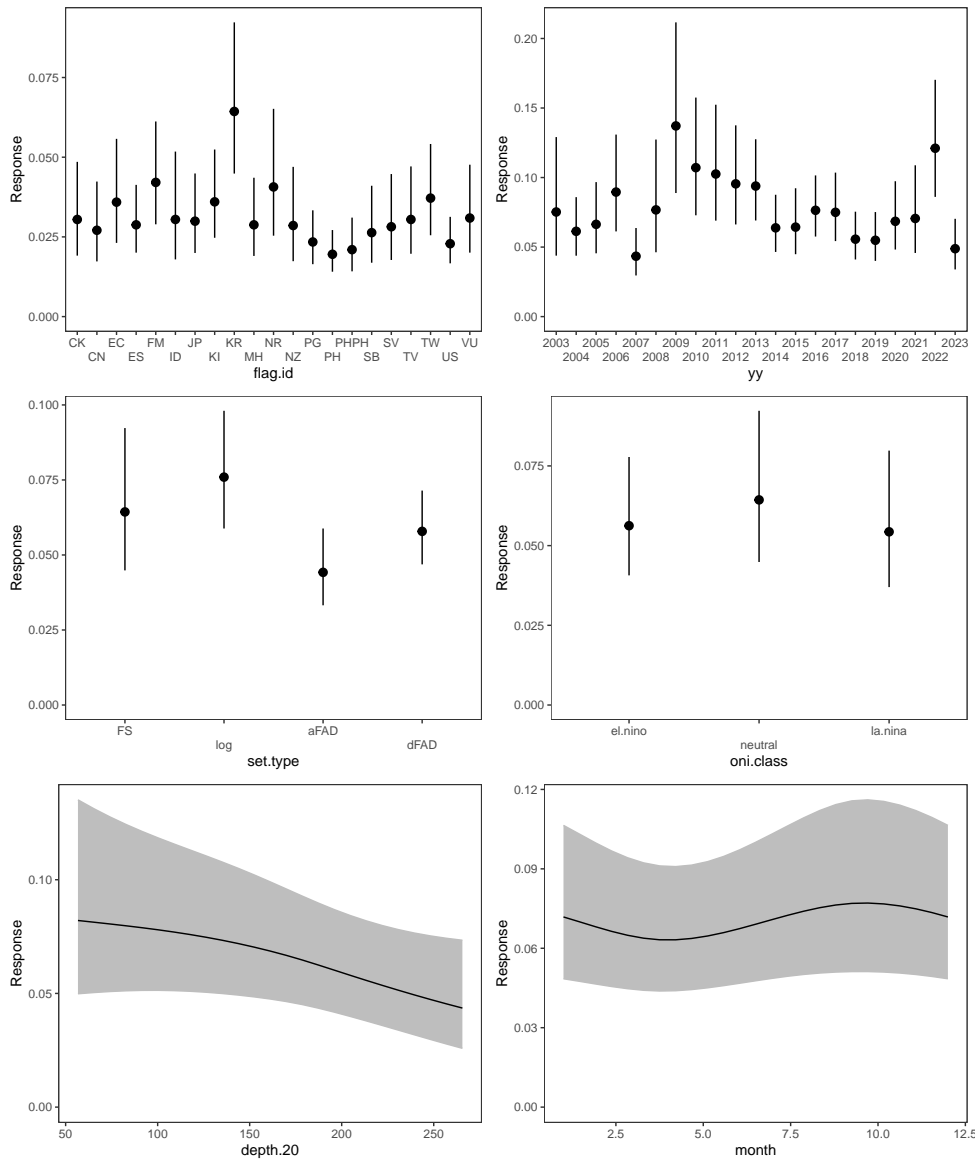 Response
0.075
0.050
0.025
0.000
CK EC FM JP KR NR PG PHPH SV TW VU
CN ES ID KI MH NZ PH SB TV US
flag.id
Response
0.20
0.15
0.10
0.05
0.00
2003 2005 2007 2009 2011 2013 2015 2017 2019 2021 2023
2004 2006 2008 2010 2012 2014 2016 2018 2020 2022
yy
Response
0.100
0.075
0.050
0.025
0.000
FS aFAD
log dFAD
set.type
Response
0.075
0.050
0.025
0.000
el.nino la.nina
neutral
oni.class
Response
0.10
0.05
0.00
50 100 150 200 250
depth.20
Response
0.12
0.09
0.06
0.03
0.00
2.5 5.0 7.5 10.0 12.5
month